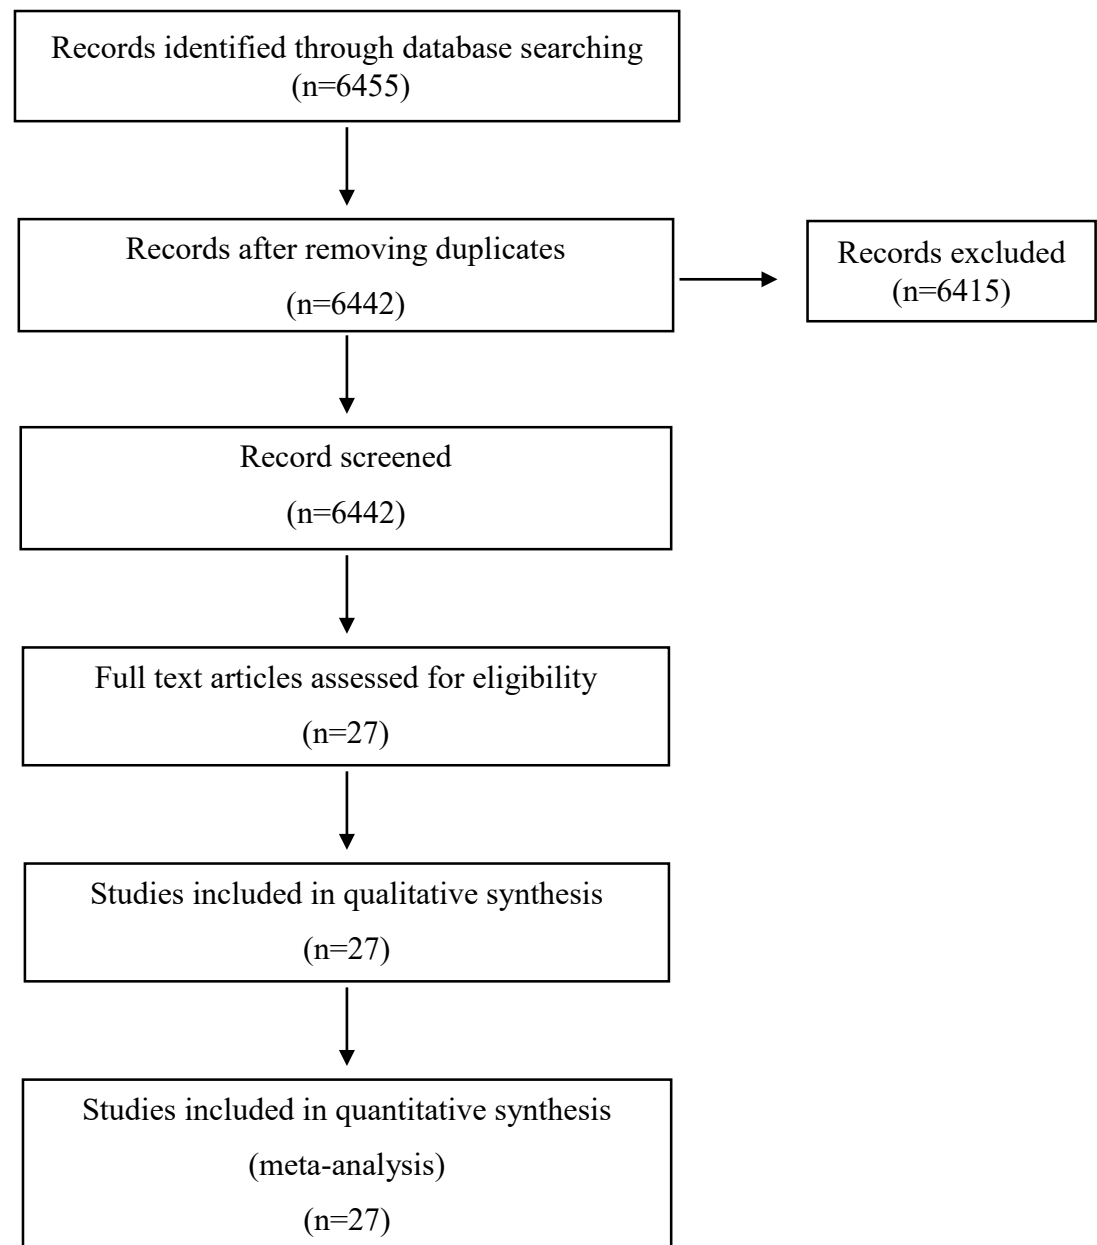 Records identified through database searching
(n=6455)
Records after removing duplicates
(n=6442)
Records excluded
(n=6415)
Record screened
(n=6442)
Full text articles assessed for eligibility
(n=27)
Studies included in qualitative synthesis
(n=27)
Studies included in quantitative synthesis
(meta-analysis)
(n=27)